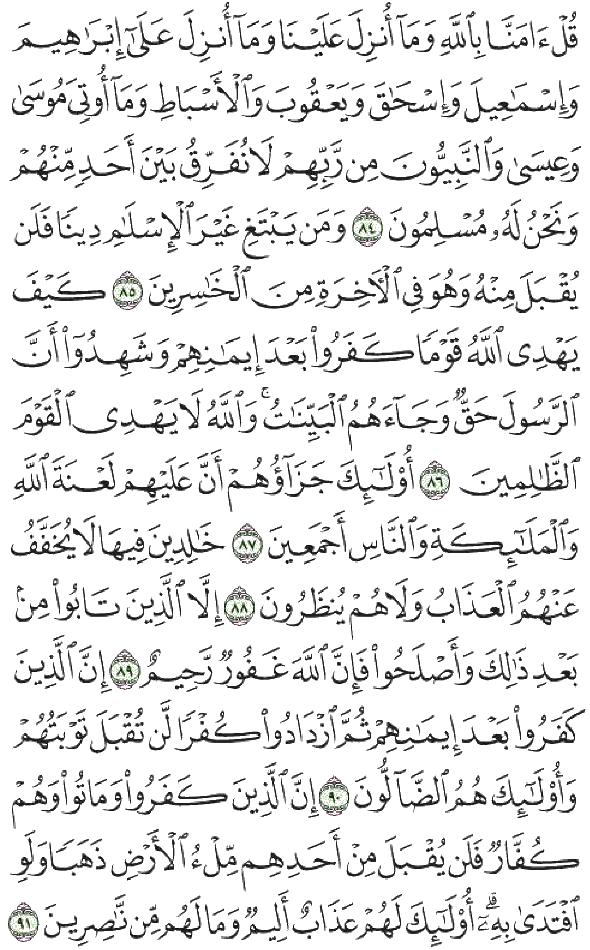 قُلْ ءَامَنَّا بِٱللَّهِ وَمَآ أُنزِلَ عَلَيْنَا وَمَآ أُنزِلَ عَلَىٰٓ إِبْرَٰهِيمَ
وَإِسْمَٰعِيلَ وَإِسْحَٰقَ وَيَعْقُوبَ وَٱلْأَسْبَاطِ وَمَآ أُوتِىَ مُوسَىٰ
وَعِيسَىٰ وَٱلنَّبِيُّونَ مِن رَّبِّهِمْ لَا نُفَرِّقُ بَيْنَ أَحَدٍ مِّنْهُمْ
وَنَحْنُ لَهُۥ مُسْلِمُونَ ٨٤ وَمَن يَبْتَغِ غَيْرَ ٱلْإِسْلَٰمِ دِينًا فَلَن
يُقْبَلَ مِنْهُ وَهُوَ فِى ٱلْءَاخِرَةِ مِنَ ٱلْخَٰسِرِينَ ٨٥ كَيْفَ
يَهْدِى ٱللَّهُ قَوْمًا كَفَرُوا۟ بَعْدَ إِيمَٰنِهِمْ وَشَهِدُوٓا۟ أَنَّ
ٱلرَّسُولَ حَقٌّ وَجَآءَهُمُ ٱلْبَيِّنَٰتُ ۚ وَٱللَّهُ لَا يَهْدِى ٱلْقَوْمَ
ٱلظَّٰلِمِينَ ٨٦ أُو۟لَٰٓئِكَ جَزَآؤُهُمْ أَنَّ عَلَيْهِمْ لَعْنَةَ ٱللَّهِ
وَٱلْمَلَٰٓئِكَةِ وَٱلنَّاسِ أَجْمَعِينَ ٨٧ خَٰلِدِينَ فِيهَا لَا يُخَفَّفُ
عَنْهُمُ ٱلْعَذَابُ وَلَا هُمْ يُنظَرُونَ ٨٨ إِلَّا ٱلَّذِينَ تَابُوا۟ مِنۢ
بَعْدِ ذَٰلِكَ وَأَصْلَحُوا۟ فَإِنَّ ٱللَّهَ غَفُورٌ رَّحِيمٌ ٨٩ إِنَّ ٱلَّذِينَ
كَفَرُوا۟ بَعْدَ إِيمَٰنِهِمْ ثُمَّ ٱزْدَادُوا۟ كُفْرًا لَّن تُقْبَلَ تَوْبَتُهُمْ
وَأُو۟لَٰٓئِكَ هُمُ ٱلضَّآلُّونَ ٩٠ إِنَّ ٱلَّذِينَ كَفَرُوا۟ وَمَاتُوا۟ وَهُمْ
كُفَّارٌ فَلَن يُقْبَلَ مِنْ أَحَدِهِم مِّلْءُ ٱلْأَرْضِ ذَهَبًا وَلَوِ
ٱفْتَدَىٰ بِهِۦٓ ۗ أُو۟لَٰٓئِكَ لَهُمْ عَذَابٌ أَلِيمٌ وَمَا لَهُم مِّن نَّٰصِرِينَ ٩١